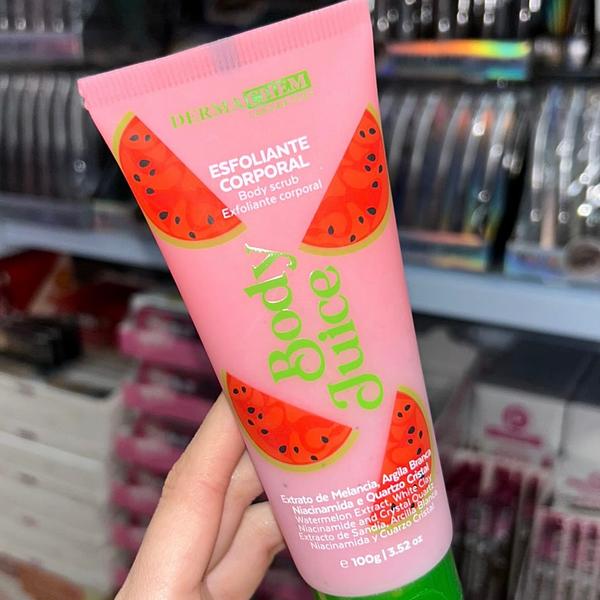 DERMACHEM
ESFOLIANTE
CORPORAL
Body scrub
Exfoliante corporal
Body
Juice
Extrato de Melancia, Argila Branca
Niacinamida e Quartzo Cristal
Watermelon Extract, White Clay
Niacinamide and Crystal Quartz
Extracto de Sandía, Arcilla Blanca
Niacinamida y Cuarzo Cristal
e 100g | 3.52 oz